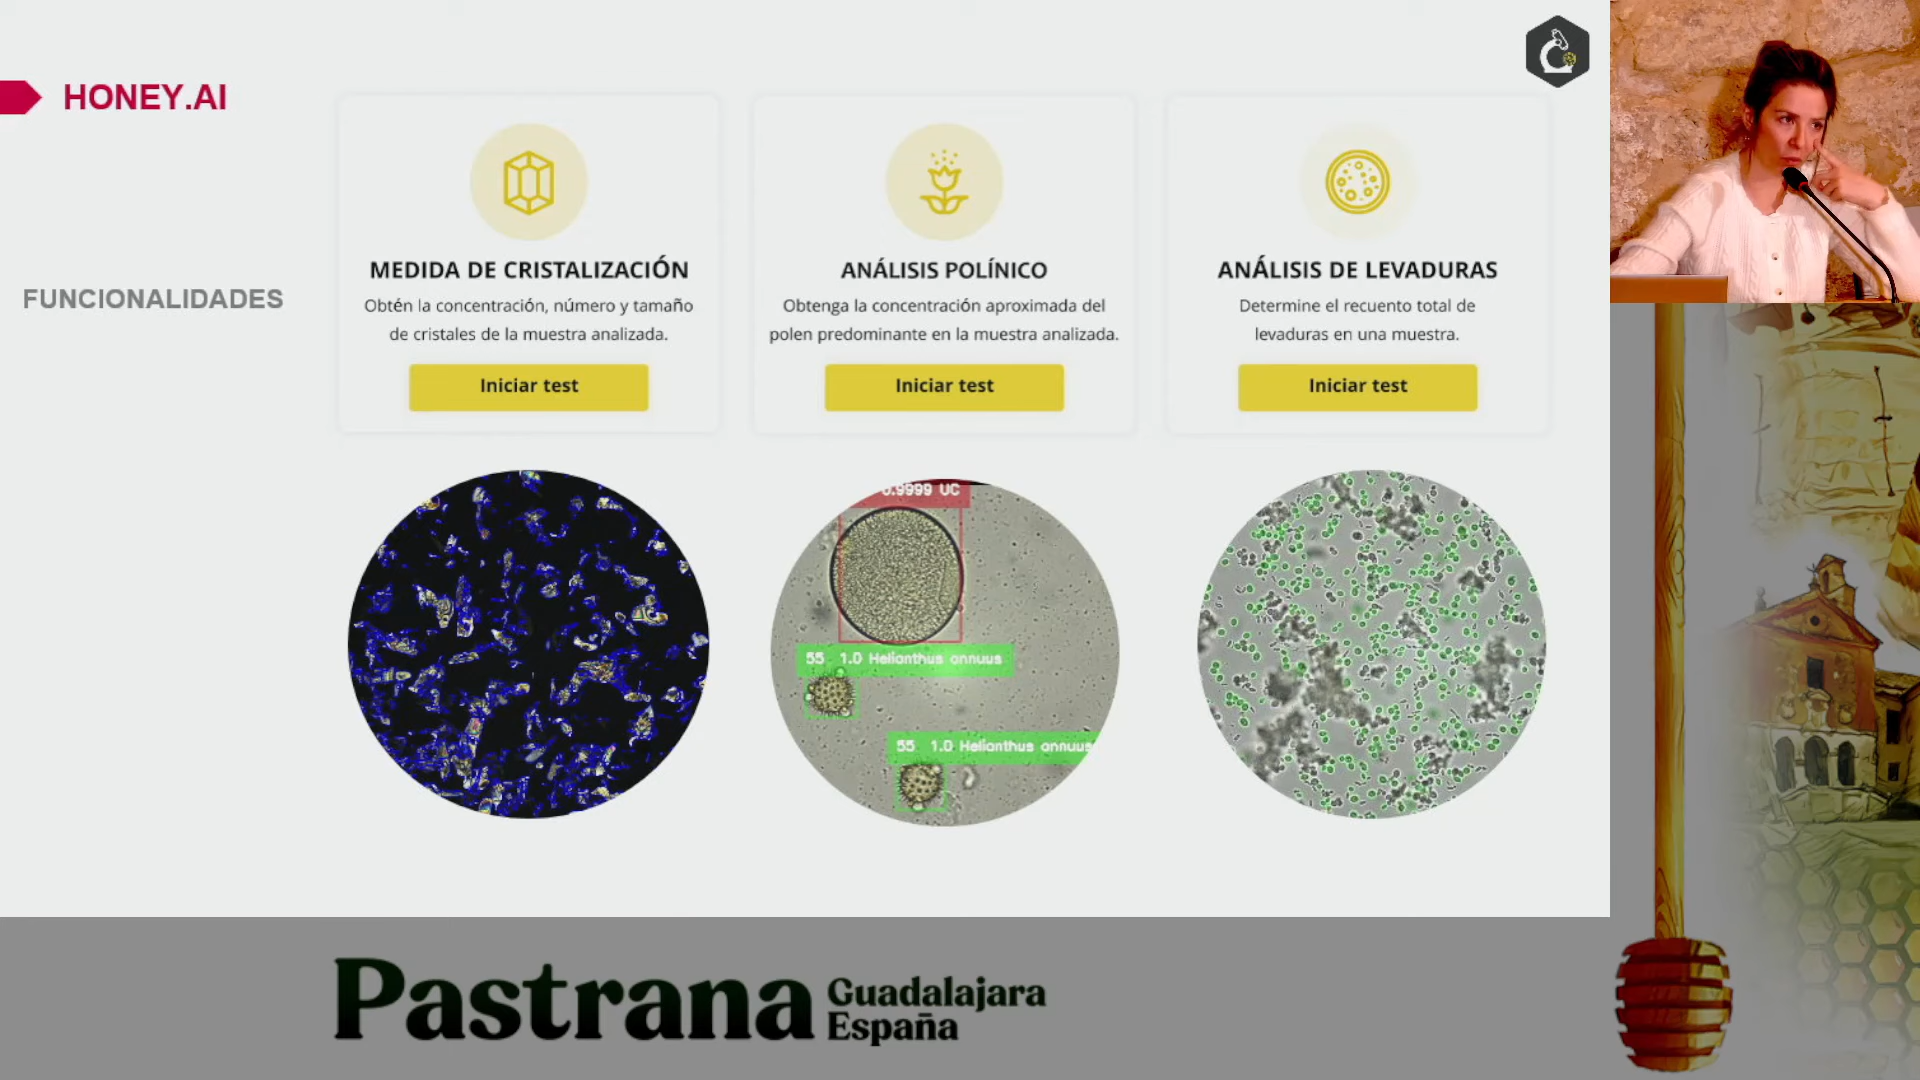 HONEY.AI
FUNCIONALIDADES
MEDIDA DE CRISTALIZACIÓN
Obtén la concentración, número y tamaño
de cristales de la muestra analizada.
Iniciar test
ANÁLISIS POLÍNICO
Obtenga la concentración aproximada del
polen predominante en la muestra analizada.
Iniciar test
ANÁLISIS DE LEVADURAS
Determine el recuento total de
levaduras en una muestra.
Iniciar test
0.9999 UC
55 1.0 Helianthus annuus
55 1.0 Helianthus annuus
Pastrana
Guadalajara
España